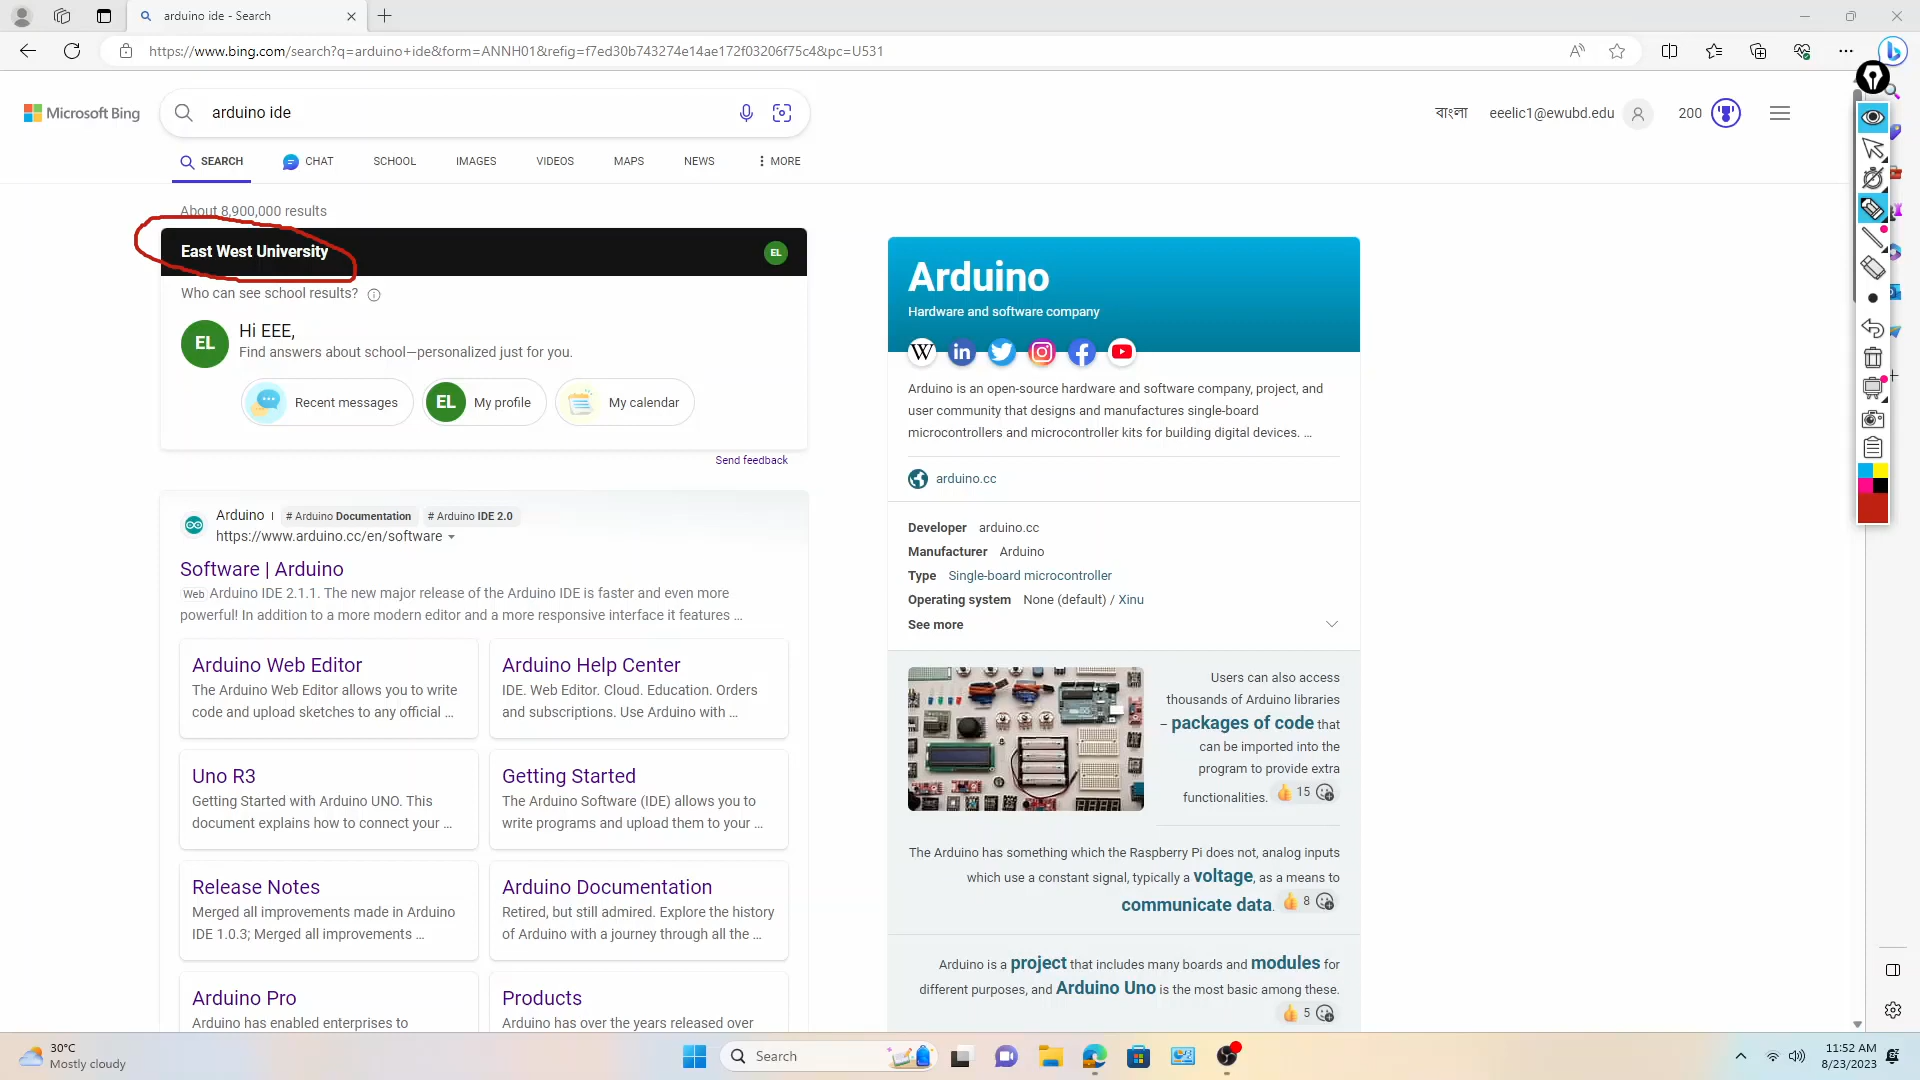 arduino ide - Search
https://www.bing.com/search?q=arduino+ide&form=ANNH01&refig=f7ed30b743274e14ae172f03206f75c4&pc=U531
Microsoft Bing
arduino ide
বাংলা
eeelic1@ewubd.edu
200
SEARCH
CHAT
SCHOOL
IMAGES
VIDEOS
MAPS
NEWS
MORE
About 8,900,000 results
East West University
EL
Who can see school results?
EL
Hi EEE,
Find answers about school—personalized just for you.
Recent messages
EL
My profile
My calendar
Send feedback
Arduino
# Arduino Documentation
# Arduino IDE 2.0
https://www.arduino.cc/en/software
Software | Arduino
Web Arduino IDE 2.1.1. The new major release of the Arduino IDE is faster and even more
powerful! In addition to a more modern editor and a more responsive interface it features ...
Arduino Web Editor
The Arduino Web Editor allows you to write
code and upload sketches to any official ...
Arduino Help Center
IDE. Web Editor. Cloud. Education. Orders
and subscriptions. Use Arduino with ...
Uno R3
Getting Started with Arduino UNO. This
document explains how to connect your ...
Getting Started
The Arduino Software (IDE) allows you to
write programs and upload them to your ...
Release Notes
Merged all improvements made in Arduino
IDE 1.0.3; Merged all improvements ...
Arduino Documentation
Retired, but still admired. Explore the history
of Arduino with a journey through all the ...
Arduino Pro
Arduino has enabled enterprises to
Products
Arduino has over the years released over
Arduino
Hardware and software company
W
in
Arduino is an open-source hardware and software company, project, and
user community that designs and manufactures single-board
microcontrollers and microcontroller kits for building digital devices. ...
arduino.cc
Developer arduino.cc
Manufacturer Arduino
Type Single-board microcontroller
Operating system None (default) / Xinu
See more
Users can also access
thousands of Arduino libraries
– packages of code that
can be imported into the
program to provide extra
functionalities. 15
The Arduino has something which the Raspberry Pi does not, analog inputs
which use a constant signal, typically a voltage, as a means to
communicate data. 8
Arduino is a project that includes many boards and modules for
different purposes, and Arduino Uno is the most basic among these.
5
30°C
Mostly cloudy
Search
11:52 AM
8/23/2023